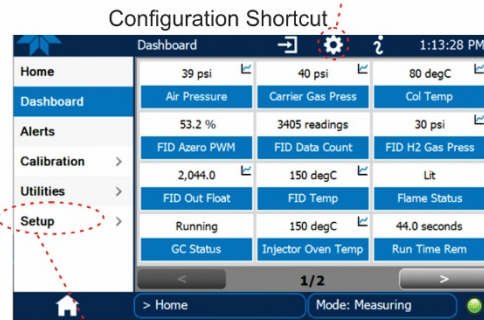 Configuration Shortcut
Dashboard
1:13:28 PM
Home
Dashboard
Alerts
Calibration >
Utilities >
Setup >
39 psi
40 psi
80 degC
Air Pressure
Carrier Gas Press
Col Temp
53.2 %
3405 readings
30 psi
FID Azero PWM
FID Data Count
FID H2 Gas Press
2,044.0
150 degC
Lit
FID Out Float
FID Temp
Flame Status
Running
150 degC
44.0 seconds
GC Status
Injector Oven Temp
Run Time Rem
< 1/2 >
> Home
Mode: Measuring